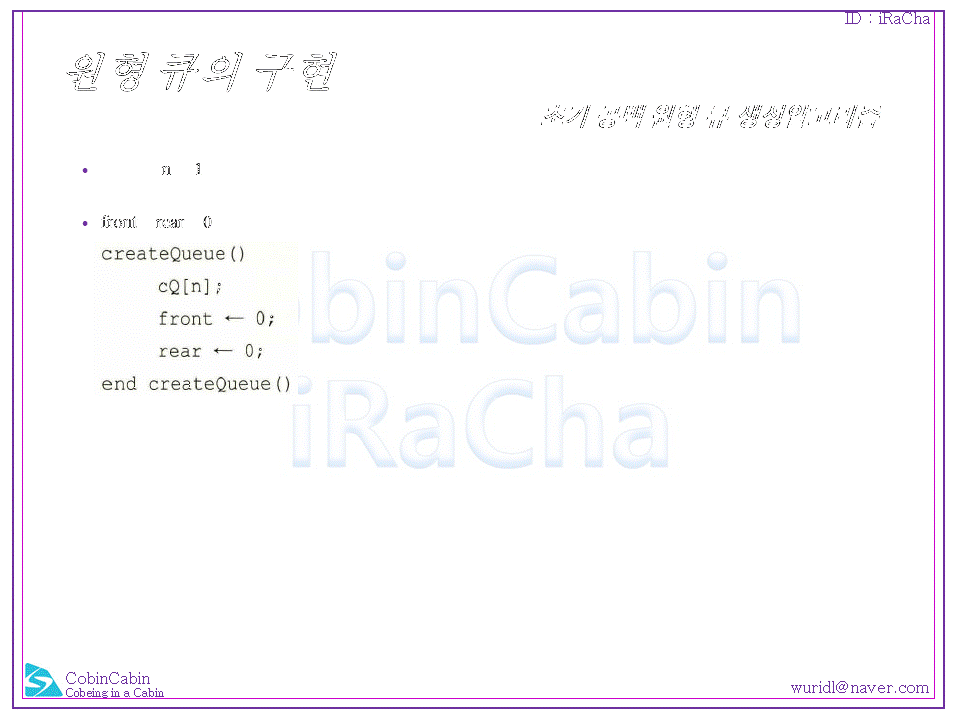 ID : iRaCha
원형 큐의 구현
초기 공백 원형 큐 생성알고리즘
• n 1
• front rear 0
createQueue()
cQ[n];
front ← 0;
rear ← 0;
end createQueue()
binCabin
iRaCha
CobinCabin
Cobeing in a Cabin
wuridl@naver.com